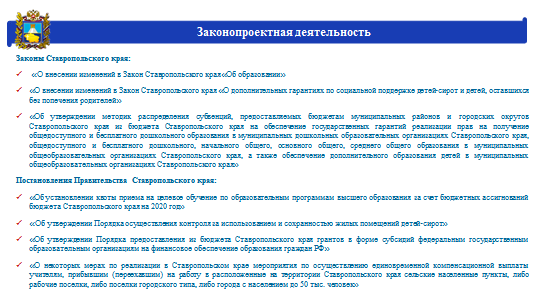 Законопроектная деятельность
Законы Ставропольского края:
«О внесении изменений в Закон Ставропольского края «Об образовании»
«О внесении изменений в Закон Ставропольского края «О дополнительных гарантиях по социальной поддержке детей-сирот и детей, оставшихся
без попечения родителей»
«Об утверждении методик распределения субвенций, предоставляемых бюджетам муниципальных районов и городских округов
Ставропольского края из бюджета Ставропольского края на обеспечение государственных гарантий реализации прав на получение
общедоступного и бесплатного дошкольного образования в муниципальных дошкольных образовательных организациях Ставропольского края,
общедоступного и бесплатного дошкольного, начального общего, основного общего, среднего общего образования в муниципальных
общеобразовательных организациях Ставропольского края, а также обеспечение дополнительного образования детей в муниципальных
общеобразовательных организациях Ставропольского края»
Постановления Правительства Ставропольского края:
«Об установлении квоты приема на целевое обучение по образовательным программам высшего образования за счет бюджетных ассигнований
бюджета Ставропольского края на 2020 год»
«Об утверждении Порядка осуществления контроля за использованием и сохранностью жилых помещений детей-сирот»
«Об утверждении Порядка предоставления из бюджета Ставропольского края грантов в форме субсидий федеральным государственным
образовательным организациям на финансовое обеспечение образования граждан РФ»
«О некоторых мерах по реализации в Ставропольском крае мероприятия по осуществлению единовременной компенсационной выплаты
учителям, прибывшим (переехавшим) на работу в расположенные на территории Ставропольского края сельские населенные пункты, либо
рабочие поселки, либо поселки городского типа, либо города с населением до 50 тыс. человек»